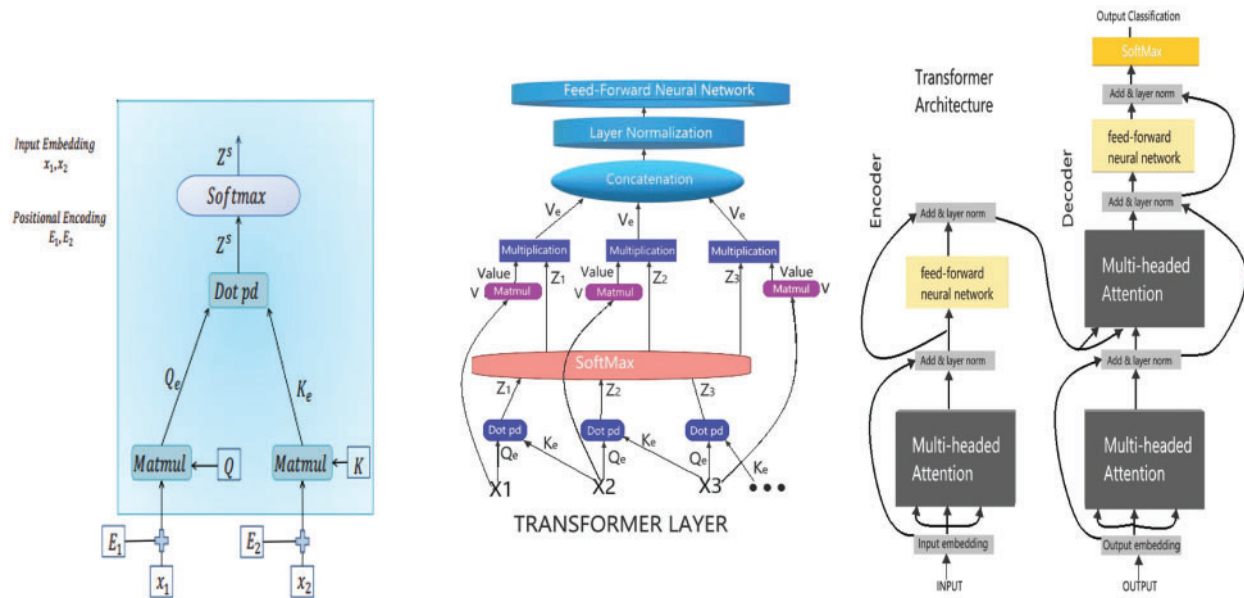 Input Embedding
x₁,x₂
Positional Encoding
E₁,E₂
Zˢ
Softmax
Zˢ
Dot pd
Qₑ
Kₑ
Matmul
Q
Matmul
K
E₁
E₂
x₁
x₂
Feed-Forward Neural Network
Layer Normalization
Concatenation
Vₑ
Vₑ
Vₑ
Multiplication
Multiplication
Multiplication
Value
Z₁
Value
Z₂
Z₃
Value
V
Matmul
V
Matmul
Matmul
V
SoftMax
Z₁
Z₂
Z₃
Dot pd
Dot pd
Dot pd
Qₑ
Kₑ
Qₑ
Kₑ
Qₑ
Kₑ
X1
X2
X3
TRANSFORMER LAYER
Transformer
Architecture
Encoder
Add & layer norm
feed-forward
neural network
Add & layer norm
Multi-headed
Attention
Input embedding
INPUT
Decoder
Output Classification
SoftMax
Add & layer norm
feed-forward
neural network
Add & layer norm
Multi-headed
Attention
Add & layer norm
Multi-headed
Attention
Output embedding
OUTPUT